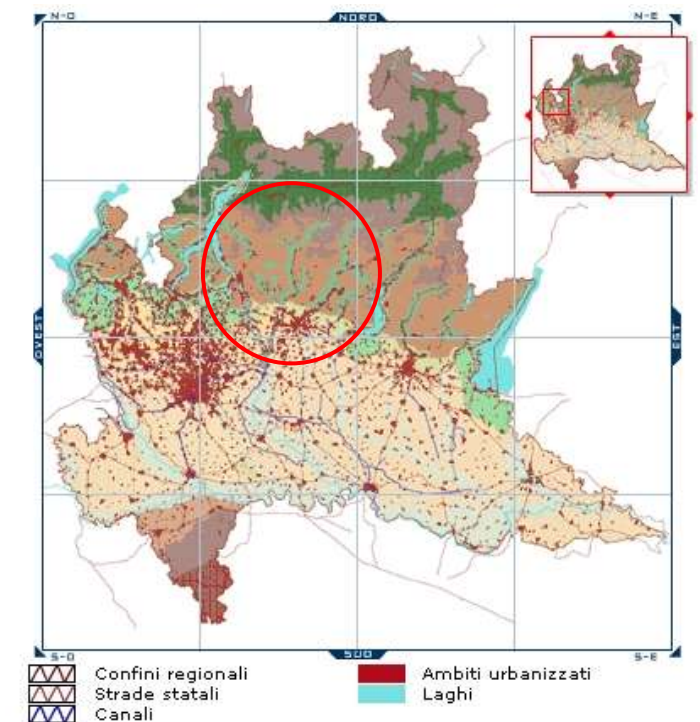 N-O NORD N-E
OVEST EST
S-O SUD S-E
Confini regionali Ambiti urbanizzati
Strade statali Laghi
Canali